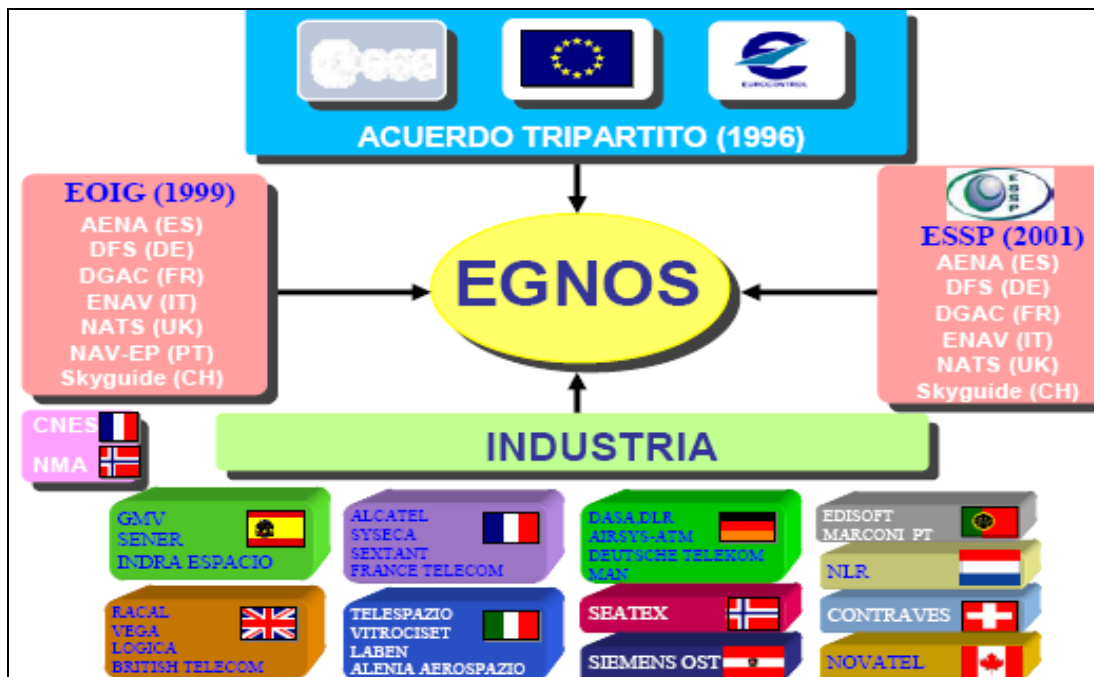 esa
EUROCONTROL
ACUERDO TRIPARTITO (1996)
EOIG (1999)
AENA (ES)
DFS (DE)
DGAC (FR)
ENAV (IT)
NATS (UK)
NAV-EP (PT)
Skyguide (CH)
EGNOS
ESSP
ESSP (2001)
AENA (ES)
DFS (DE)
DGAC (FR)
ENAV (IT)
NATS (UK)
Skyguide (CH)
CNES
NMA
INDUSTRIA
GMV
SENER
INDRA ESPACIO
ALCATEL
SYSECA
SEXTANT
FRANCE TELECOM
DASA.DLR
AIRSYS-ATM
DEUTSCHE TELEKOM
MAN
EDISOFT
MARCONI PT
NLR
RACAL
VEGA
LOGICA
BRITISH TELECOM
TELESPAZIO
VITROCISET
LABEN
ALENIA AEROSPAZIO
SEATEX
SIEMENS OST
CONTRAVES
NOVATEL